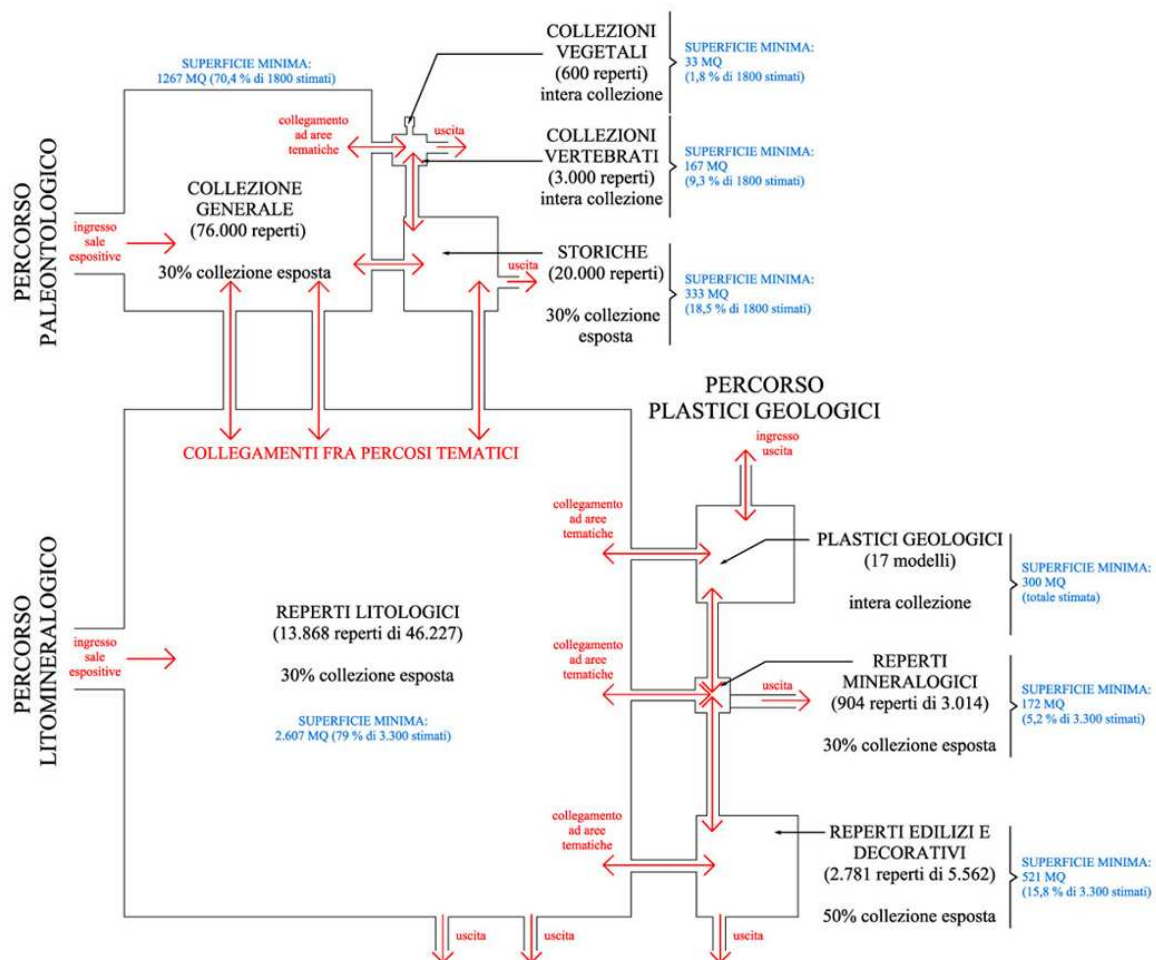 PERCORSO
PALEONTOLOGICO
SUPERFICIE MINIMA:
1267 MQ (70,4 % di 1800 stimati)
ingresso
sale
espositive
COLLEZIONE
GENERALE
(76.000 reperti)
30% collezione esposta
collegamento
ad aree
tematiche
uscita
COLLEZIONI
VEGETALI
(600 reperti)
intera collezione
SUPERFICIE MINIMA:
33 MQ
(1,8 % di 1800 stimati)
COLLEZIONI
VERTEBRATI
(3.000 reperti)
intera collezione
SUPERFICIE MINIMA:
167 MQ
(9,3 % di 1800 stimati)
uscita
STORICHE
(20.000 reperti)
30% collezione
esposta
SUPERFICIE MINIMA:
333 MQ
(18,5 % di 1800 stimati)
COLLEGAMENTI FRA PERCOSI TEMATICI
PERCORSO
PLASTICI GEOLOGICI
ingresso
uscita
PERCORSO
LITOMINERALOGICO
ingresso
sale
espositive
REPERTI LITOLOGICI
(13.868 reperti di 46.227)
30% collezione esposta
SUPERFICIE MINIMA:
2.607 MQ (79 % di 3.300 stimati)
collegamento
ad aree
tematiche
PLASTICI GEOLOGICI
(17 modelli)
intera collezione
SUPERFICIE MINIMA:
300 MQ
(totale stimata)
collegamento
ad aree
tematiche
uscita
REPERTI
MINERALOGICI
(904 reperti di 3.014)
30% collezione esposta
SUPERFICIE MINIMA:
172 MQ
(5,2 % di 3.300 stimati)
collegamento
ad aree
tematiche
REPERTI EDILIZI E
DECORATIVI
(2.781 reperti di 5.562)
50% collezione esposta
SUPERFICIE MINIMA:
521 MQ
(15,8 % di 3.300 stimati)
uscita
uscita
uscita